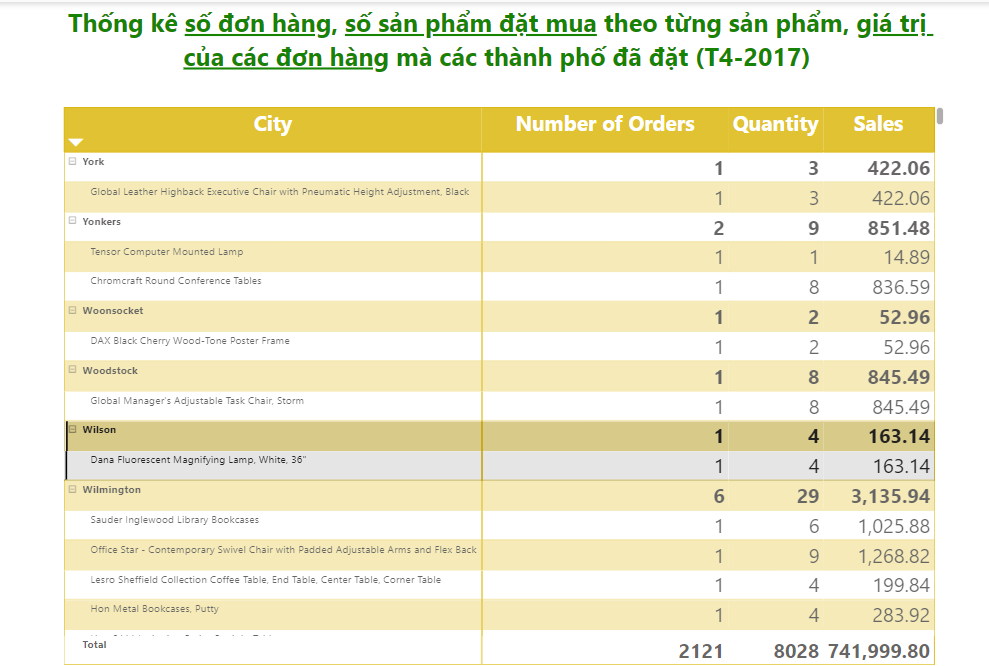 Thống kê số đơn hàng, số sản phẩm đặt mua theo từng sản phẩm, giá trị
của các đơn hàng mà các thành phố đã đặt (T4-2017)
City Number of Orders Quantity Sales
York 1 3 422.06
Global Leather Highback Executive Chair with Pneumatic Height Adjustment, Black 1 3 422.06
Yonkers 2 9 851.48
Tensor Computer Mounted Lamp 1 1 14.89
Chromcraft Round Conference Tables 1 8 836.59
Woonsocket 1 2 52.96
DAX Black Cherry Wood-Tone Poster Frame 1 2 52.96
Woodstock 1 8 845.49
Global Manager's Adjustable Task Chair, Storm 1 8 845.49
Wilson 1 4 163.14
Dana Fluorescent Magnifying Lamp, White, 36" 1 4 163.14
Wilmington 6 29 3,135.94
Sauder Inglewood Library Bookcases 1 6 1,025.88
Office Star - Contemporary Swivel Chair with Padded Adjustable Arms and Flex Back 1 9 1,268.82
Lesro Sheffield Collection Coffee Table, End Table, Center Table, Corner Table 1 4 199.84
Hon Metal Bookcases, Putty 1 4 283.92
Total 2121 8028 741,999.80